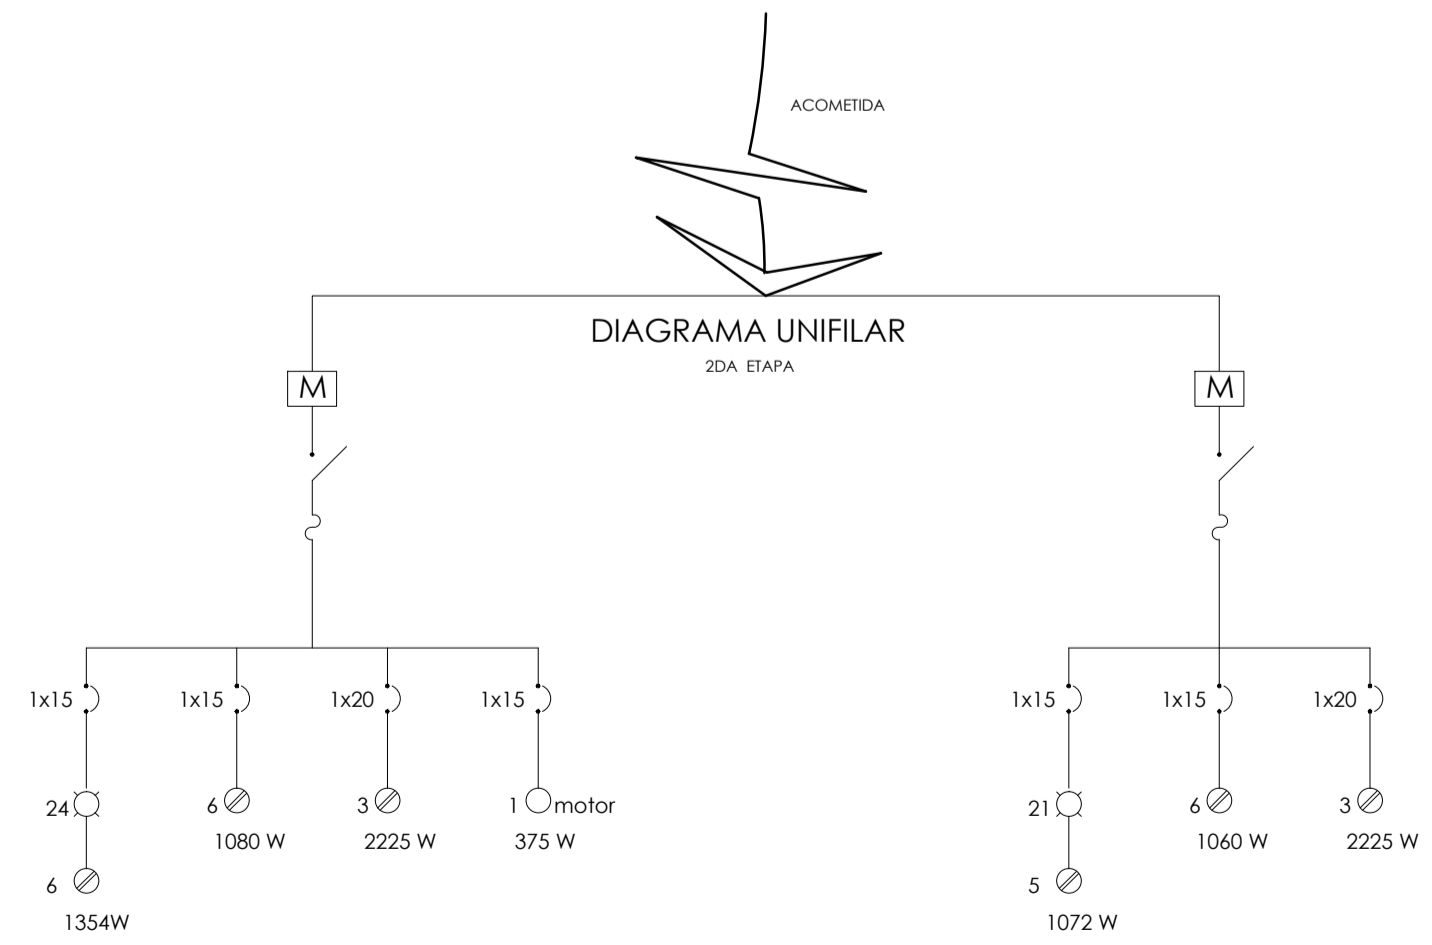 ACOMETIDA
DIAGRAMA UNIFILAR
2DA ETAPA
M
M
1x15
1x15
1x20
1x15
1x15
1x15
1x20
24
6
3
1
motor
21
6
3
1080 W
2225 W
375 W
1060 W
2225 W
6
5
1354W
1072 W